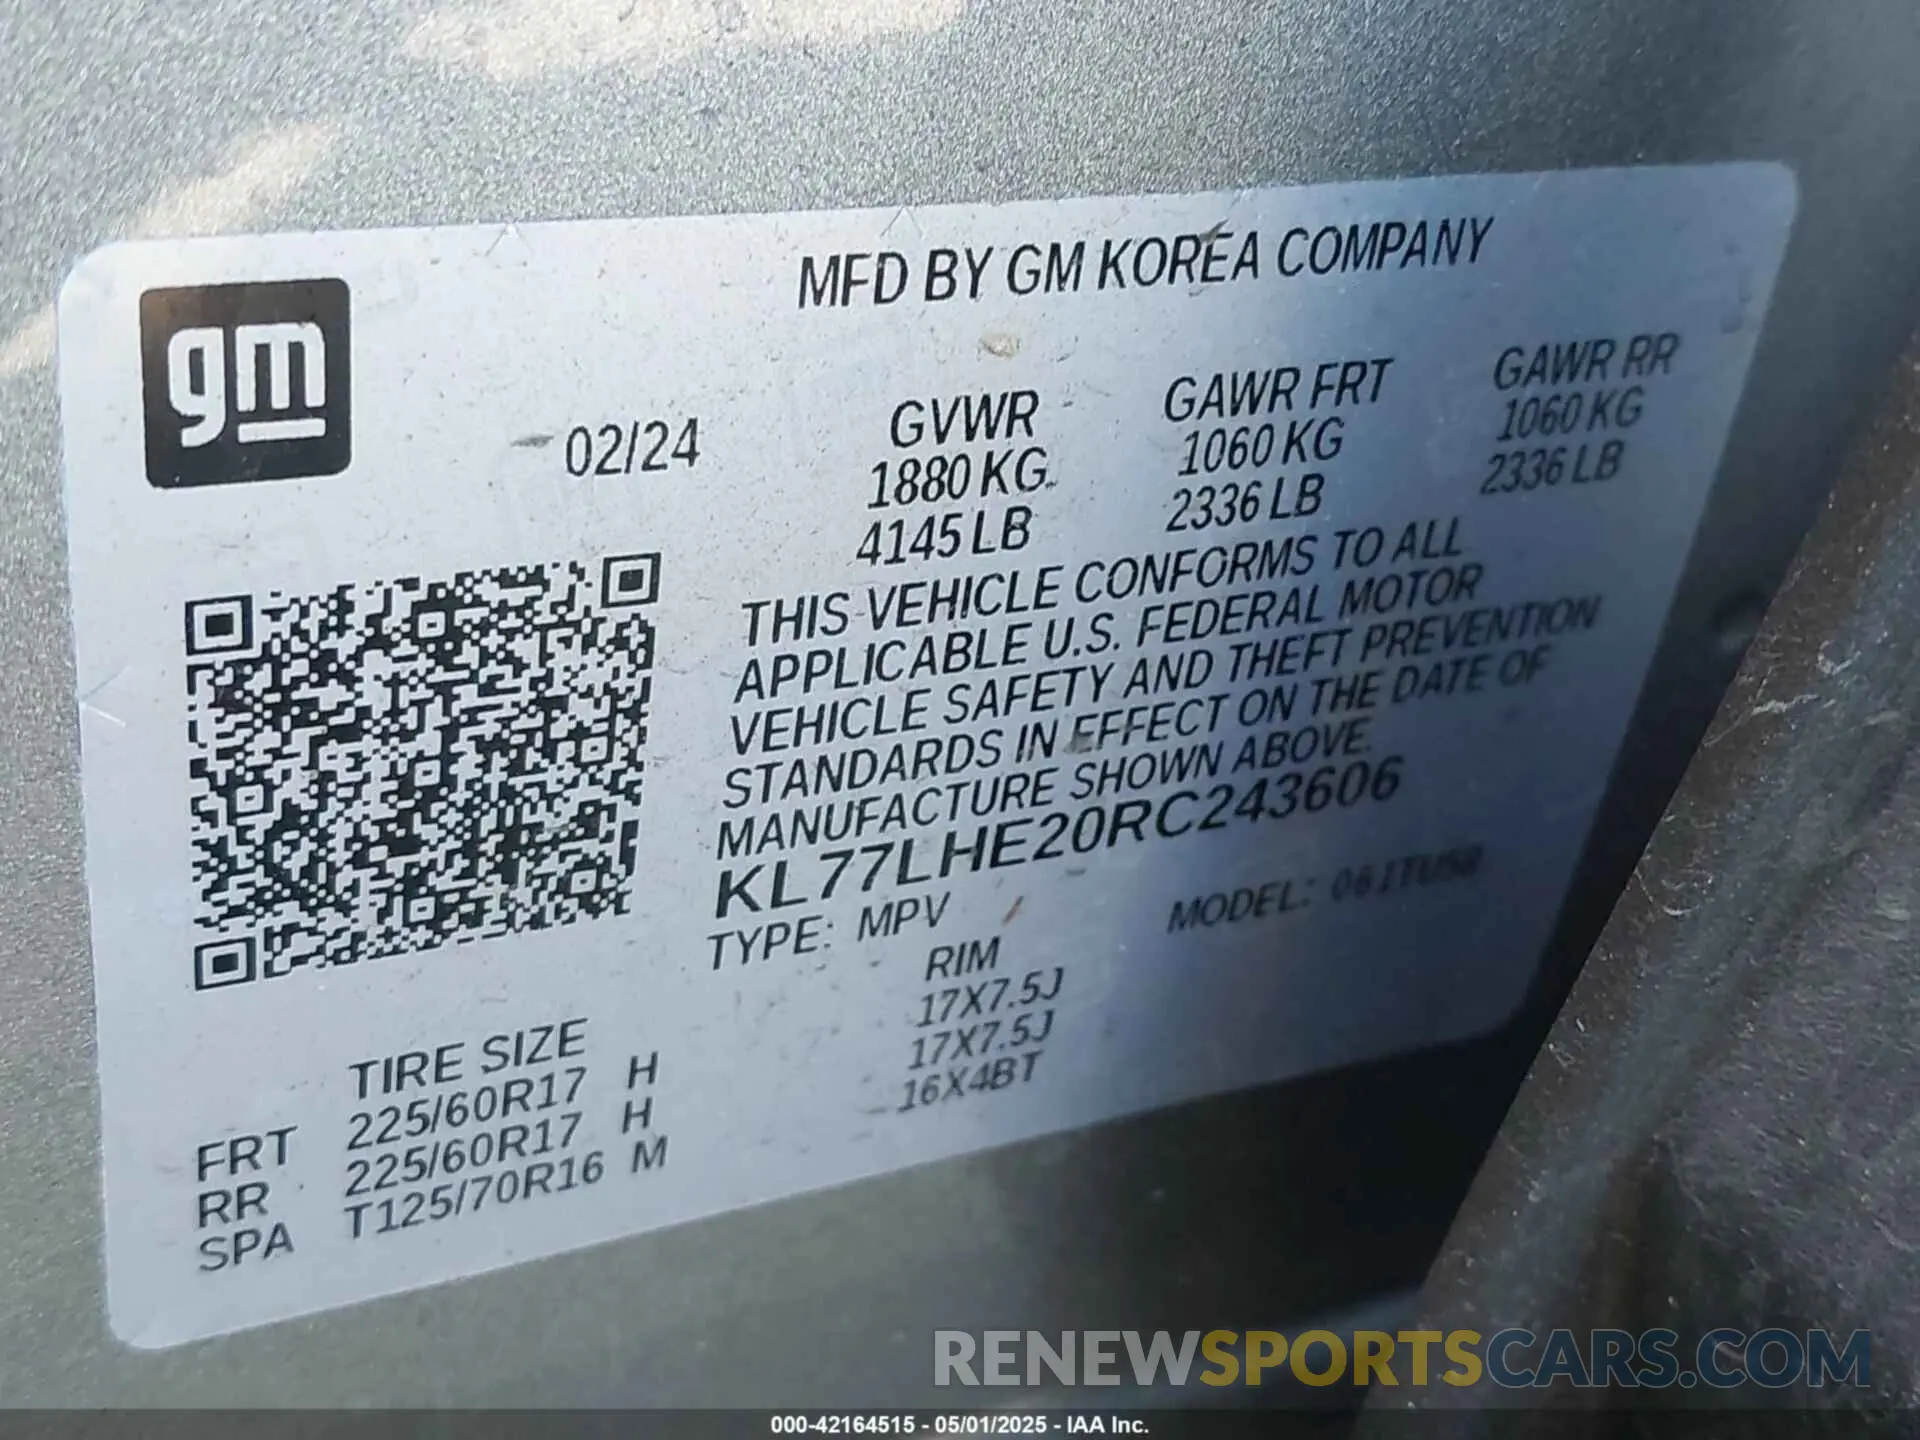 MFD BY GM KOREA COMPANY
gm
02/24
GVWR GAWR FRT GAWR RR
1880 KG 1060 KG 1060 KG
4145 LB 2336 LB 2336 LB
THIS VEHICLE CONFORMS TO ALL
APPLICABLE U.S. FEDERAL MOTOR
VEHICLE SAFETY AND THEFT PREVENTION
STANDARDS IN EFFECT ON THE DATE OF
MANUFACTURE SHOWN ABOVE.
KL77LHE20RC243606
TYPE: MPV MODEL:
TIRE SIZE RIM
FRT 225/60R17 H 17X7.5J
RR 225/60R17 H 17X7.5J
SPA T125/70R16 M 16X4BT
RENEWSPORTSCARS.COM
000-42164515 - 05/01/2025 - IAA Inc.